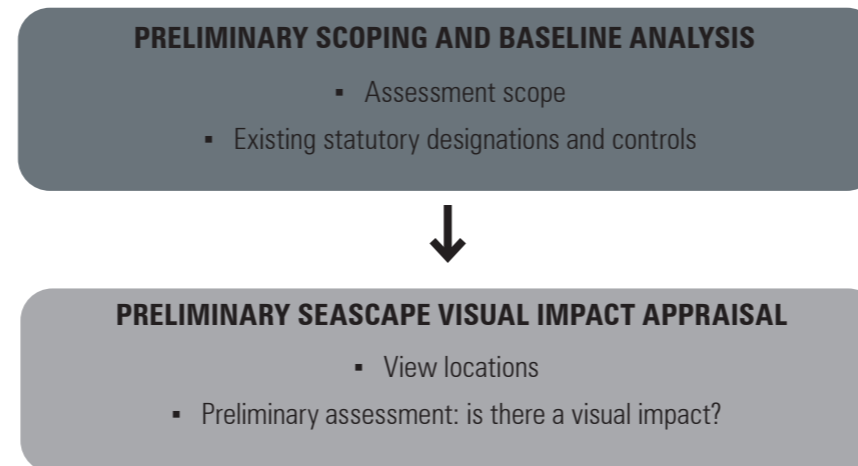 PRELIMINARY SCOPING AND BASELINE ANALYSIS
▪ Assessment scope
▪ Existing statutory designations and controls
PRELIMINARY SEASCAPE VISUAL IMPACT APPRAISAL
▪ View locations
▪ Preliminary assessment: is there a visual impact?